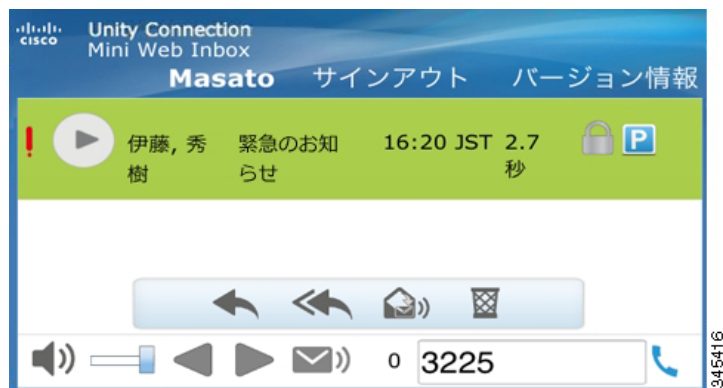 cisco
Unity Connection
Mini Web Inbox
Masato サインアウト バージョン情報
! 伊藤, 秀樹 緊急のお知らせ 16:20 JST 2.7秒 P
0 3225
345416